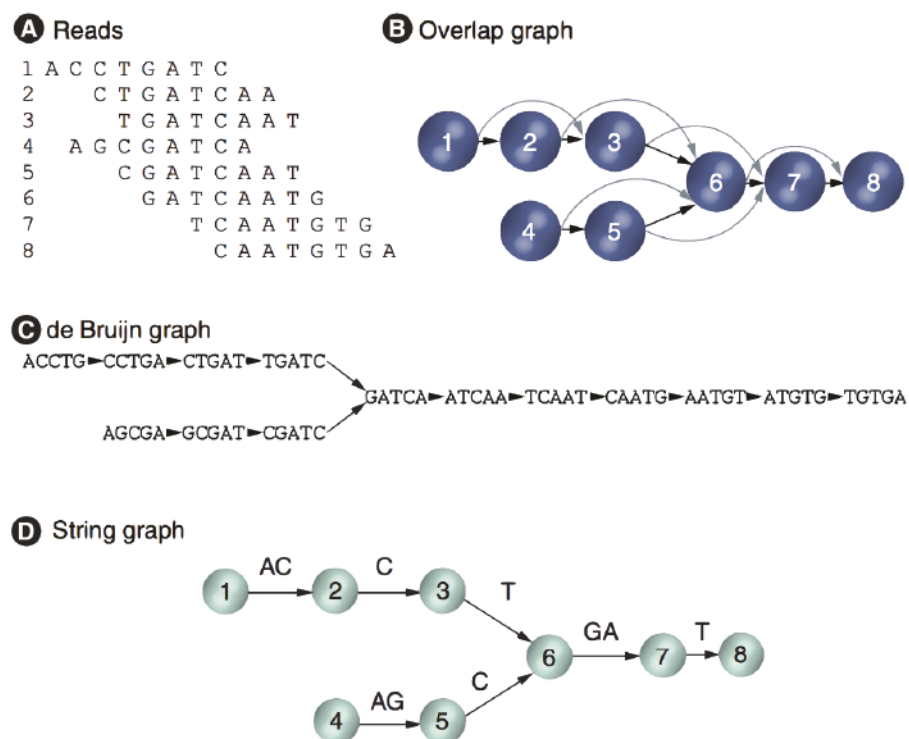 A Reads
1 A C C T G A T C
2 C T G A T C A A
3 T G A T C A A T
4 A G C G A T C A
5 C G A T C A A T
6 G A T C A A T G
7 T C A A T G T G
8 C A A T G T G A
B Overlap graph
1 2 3
6 7 8
4 5
C de Bruijn graph
ACCTG CCTGA CTGAT TGATC
GATCA ATCAA TCAAT CAATG AATGT ATGTG TGTGA
AGCGA GCGAT CGATC
D String graph
AC C T
1 2 3
GA T
6 7 8
AG C
4 5